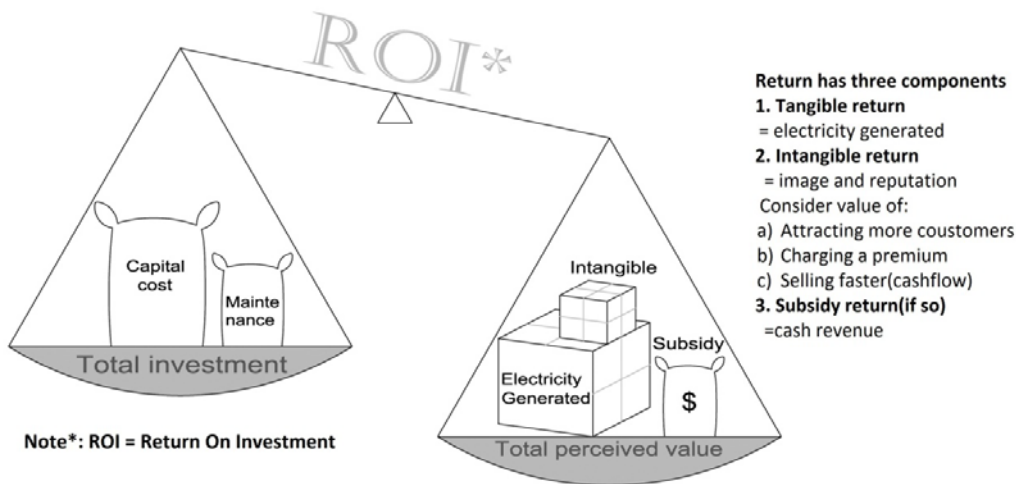 ROI*
Capital
cost
Mainte
nance
Total investment
Intangible
Electricity
Generated
Subsidy
$
Total perceived value
Note*: ROI = Return On Investment
Return has three components
1. Tangible return
= electricity generated
2. Intangible return
= image and reputation
Consider value of:
a) Attracting more coustomers
b) Charging a premium
c) Selling faster(cashflow)
3. Subsidy return(if so)
=cash revenue